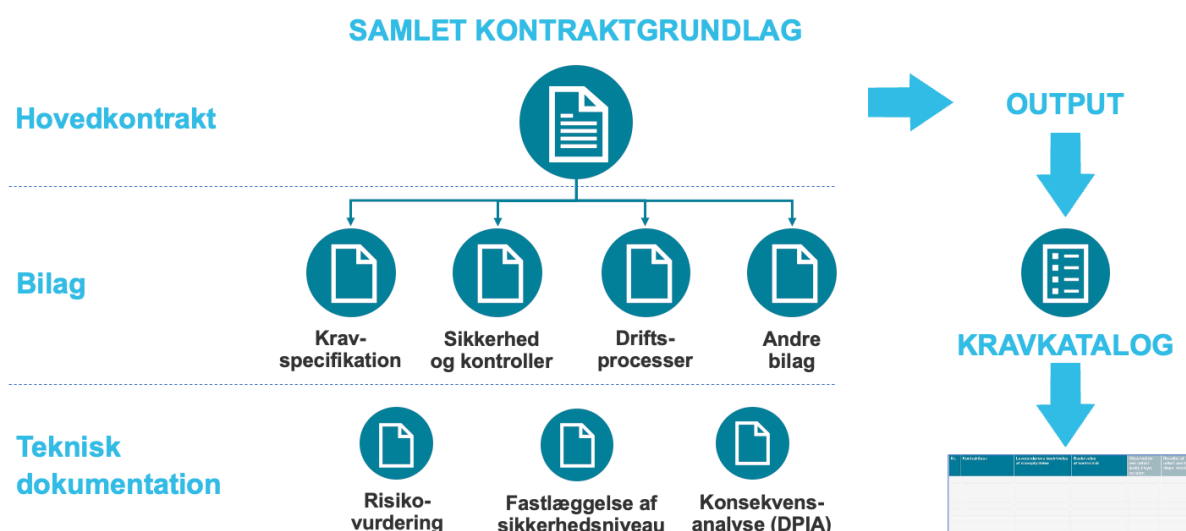 SAMLET KONTRAKTGRUNDLAG
Hovedkontrakt
OUTPUT
Bilag
Krav-
specifikation
Sikkerhed
og kontroller
Drifts-
processer
Andre
bilag
KRAVKATALOG
Teknisk
dokumentation
Risiko-
vurdering
Fastlæggelse af
sikkerhedsniveau
Konsekvens-
analyse (DPIA)